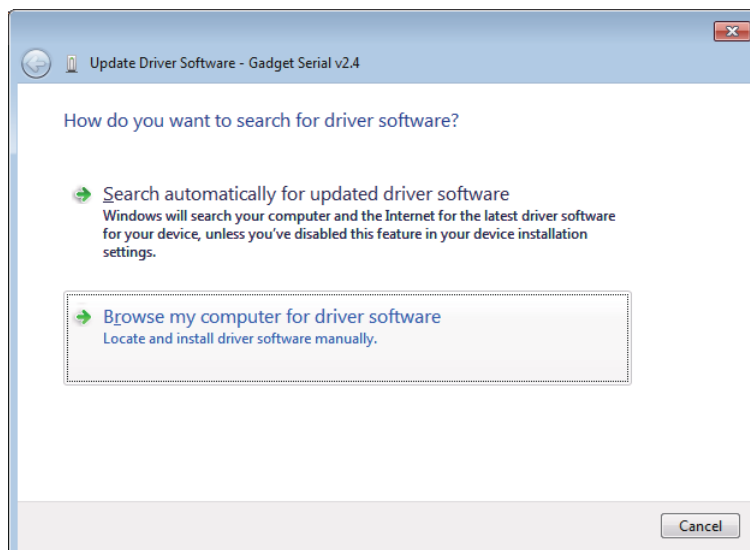 Update Driver Software - Gadget Serial v2.4
How do you want to search for driver software?
Search automatically for updated driver software
Windows will search your computer and the Internet for the latest driver software
for your device, unless you've disabled this feature in your device installation
settings.
Browse my computer for driver software
Locate and install driver software manually.
Cancel